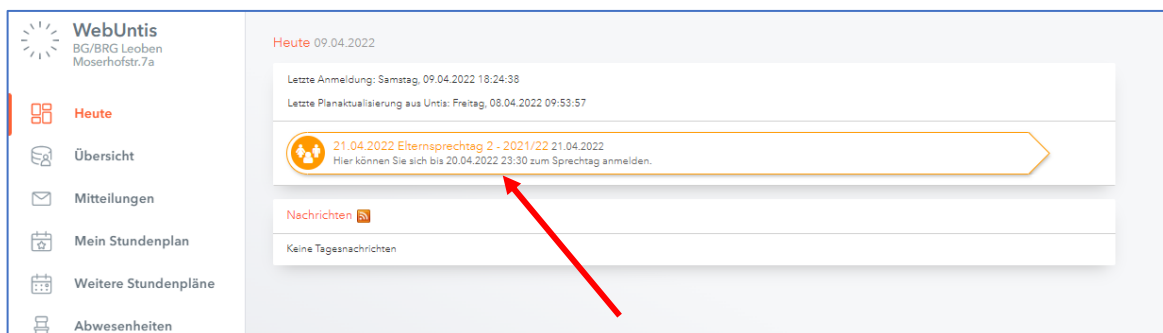 WebUntis
BG/BRG Leoben
Moserhofstr.7a
Heute
Übersicht
Mitteilungen
Mein Stundenplan
Weitere Stundenpläne
Abwesenheiten
Heute 09.04.2022
Letzte Anmeldung: Samstag, 09.04.2022 18:24:38
Letzte Planaktualisierung aus Untis: Freitag, 08.04.2022 09:53:57
21.04.2022 Elternsprechtag 2 - 2021/22 21.04.2022
Hier können Sie sich bis 20.04.2022 23:30 zum Sprechtag anmelden.
Nachrichten
Keine Tagesnachrichten